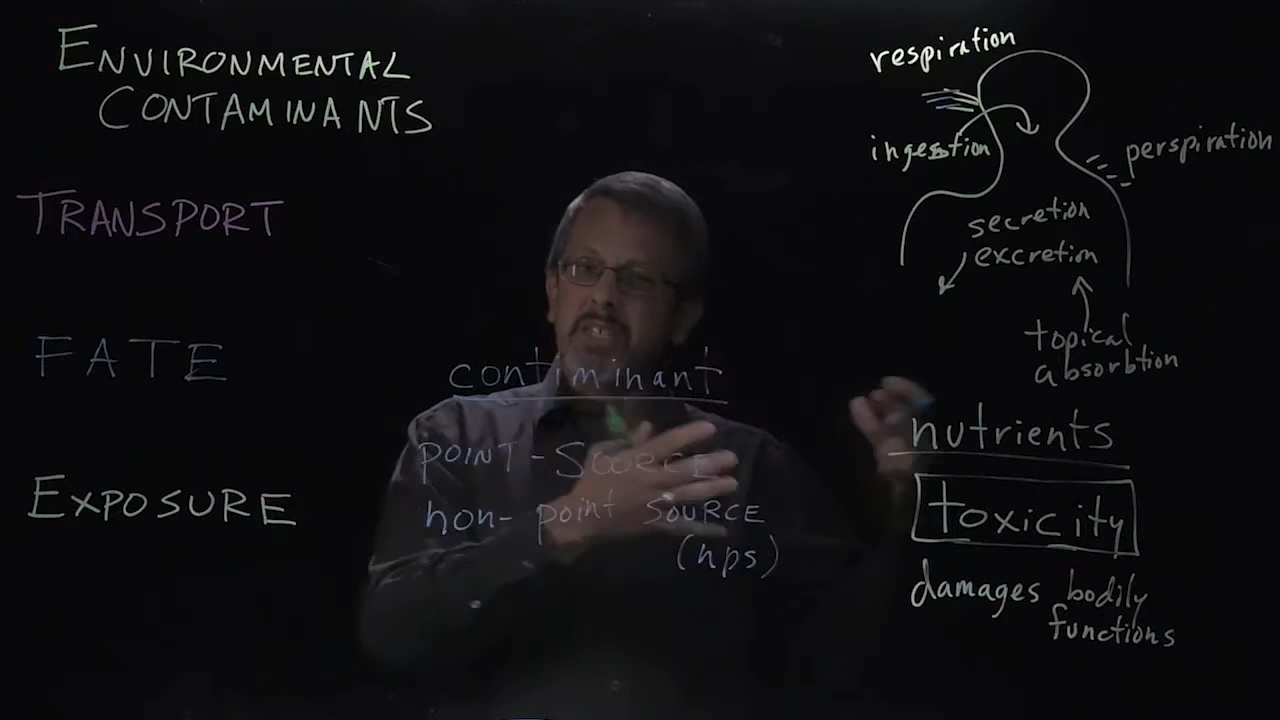 ENVIRONMENTAL
CONTAMINANTS
TRANSPORT
FATE
EXPOSURE
contiminant
POINT-SOURCE
non-point SOURCE
(nps)
respiration
ingestion
perspiration
secretion
excretion
topical
absorbtion
nutrients
toxicity
damages bodily
functions